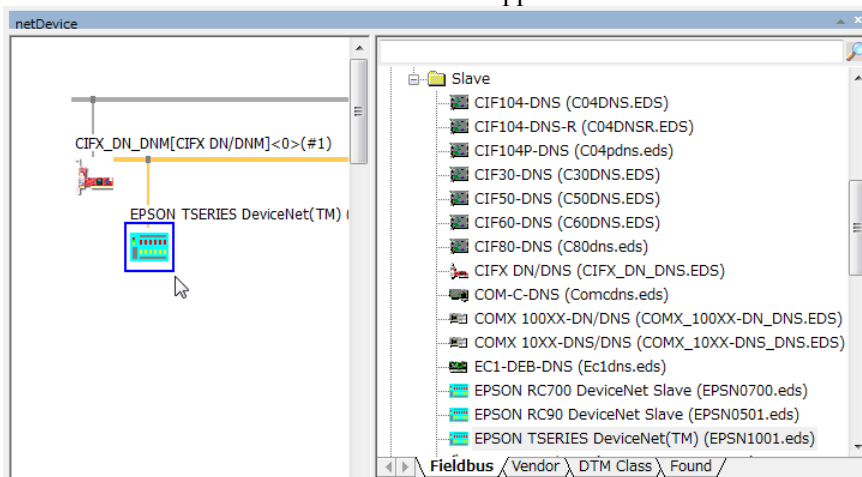 netDevice
CIFX_DN_DNM[CIFX DN/DNM]<0>(#1)
EPSON TSERIES DeviceNet(TM) (
Slave
CIF104-DNS (C04DNS.EDS)
CIF104-DNS-R (C04DNSR.EDS)
CIF104P-DNS (C04pdns.eds)
CIF30-DNS (C30DNS.EDS)
CIF50-DNS (C50DNS.EDS)
CIF60-DNS (C60DNS.EDS)
CIF80-DNS (C80dns.eds)
CIFX DN/DNS (CIFX_DN_DNS.EDS)
COM-C-DNS (Comcdns.eds)
COMX 100XX-DN/DNS (COMX_100XX-DN_DNS.EDS)
COMX 10XX-DNS/DNS (COMX_10XX-DNS_DNS.EDS)
EC1-DEB-DNS (Ec1dns.eds)
EPSON RC700 DeviceNet Slave (EPSN0700.eds)
EPSON RC90 DeviceNet Slave (EPSN0501.eds)
EPSON TSERIES DeviceNet(TM) (EPSN1001.eds)
Fieldbus Vendor DTM Class Found